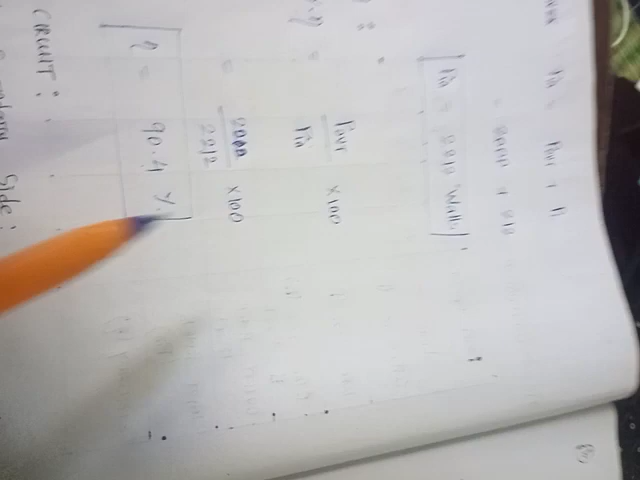 Pin = Pout + Pl
= 2000 + 212
Pin = 2212 Watts
% η = Pout / Pin × 100
= 2000 / 2212 × 100
η = 90.4 %
CIRCUIT :
Side :